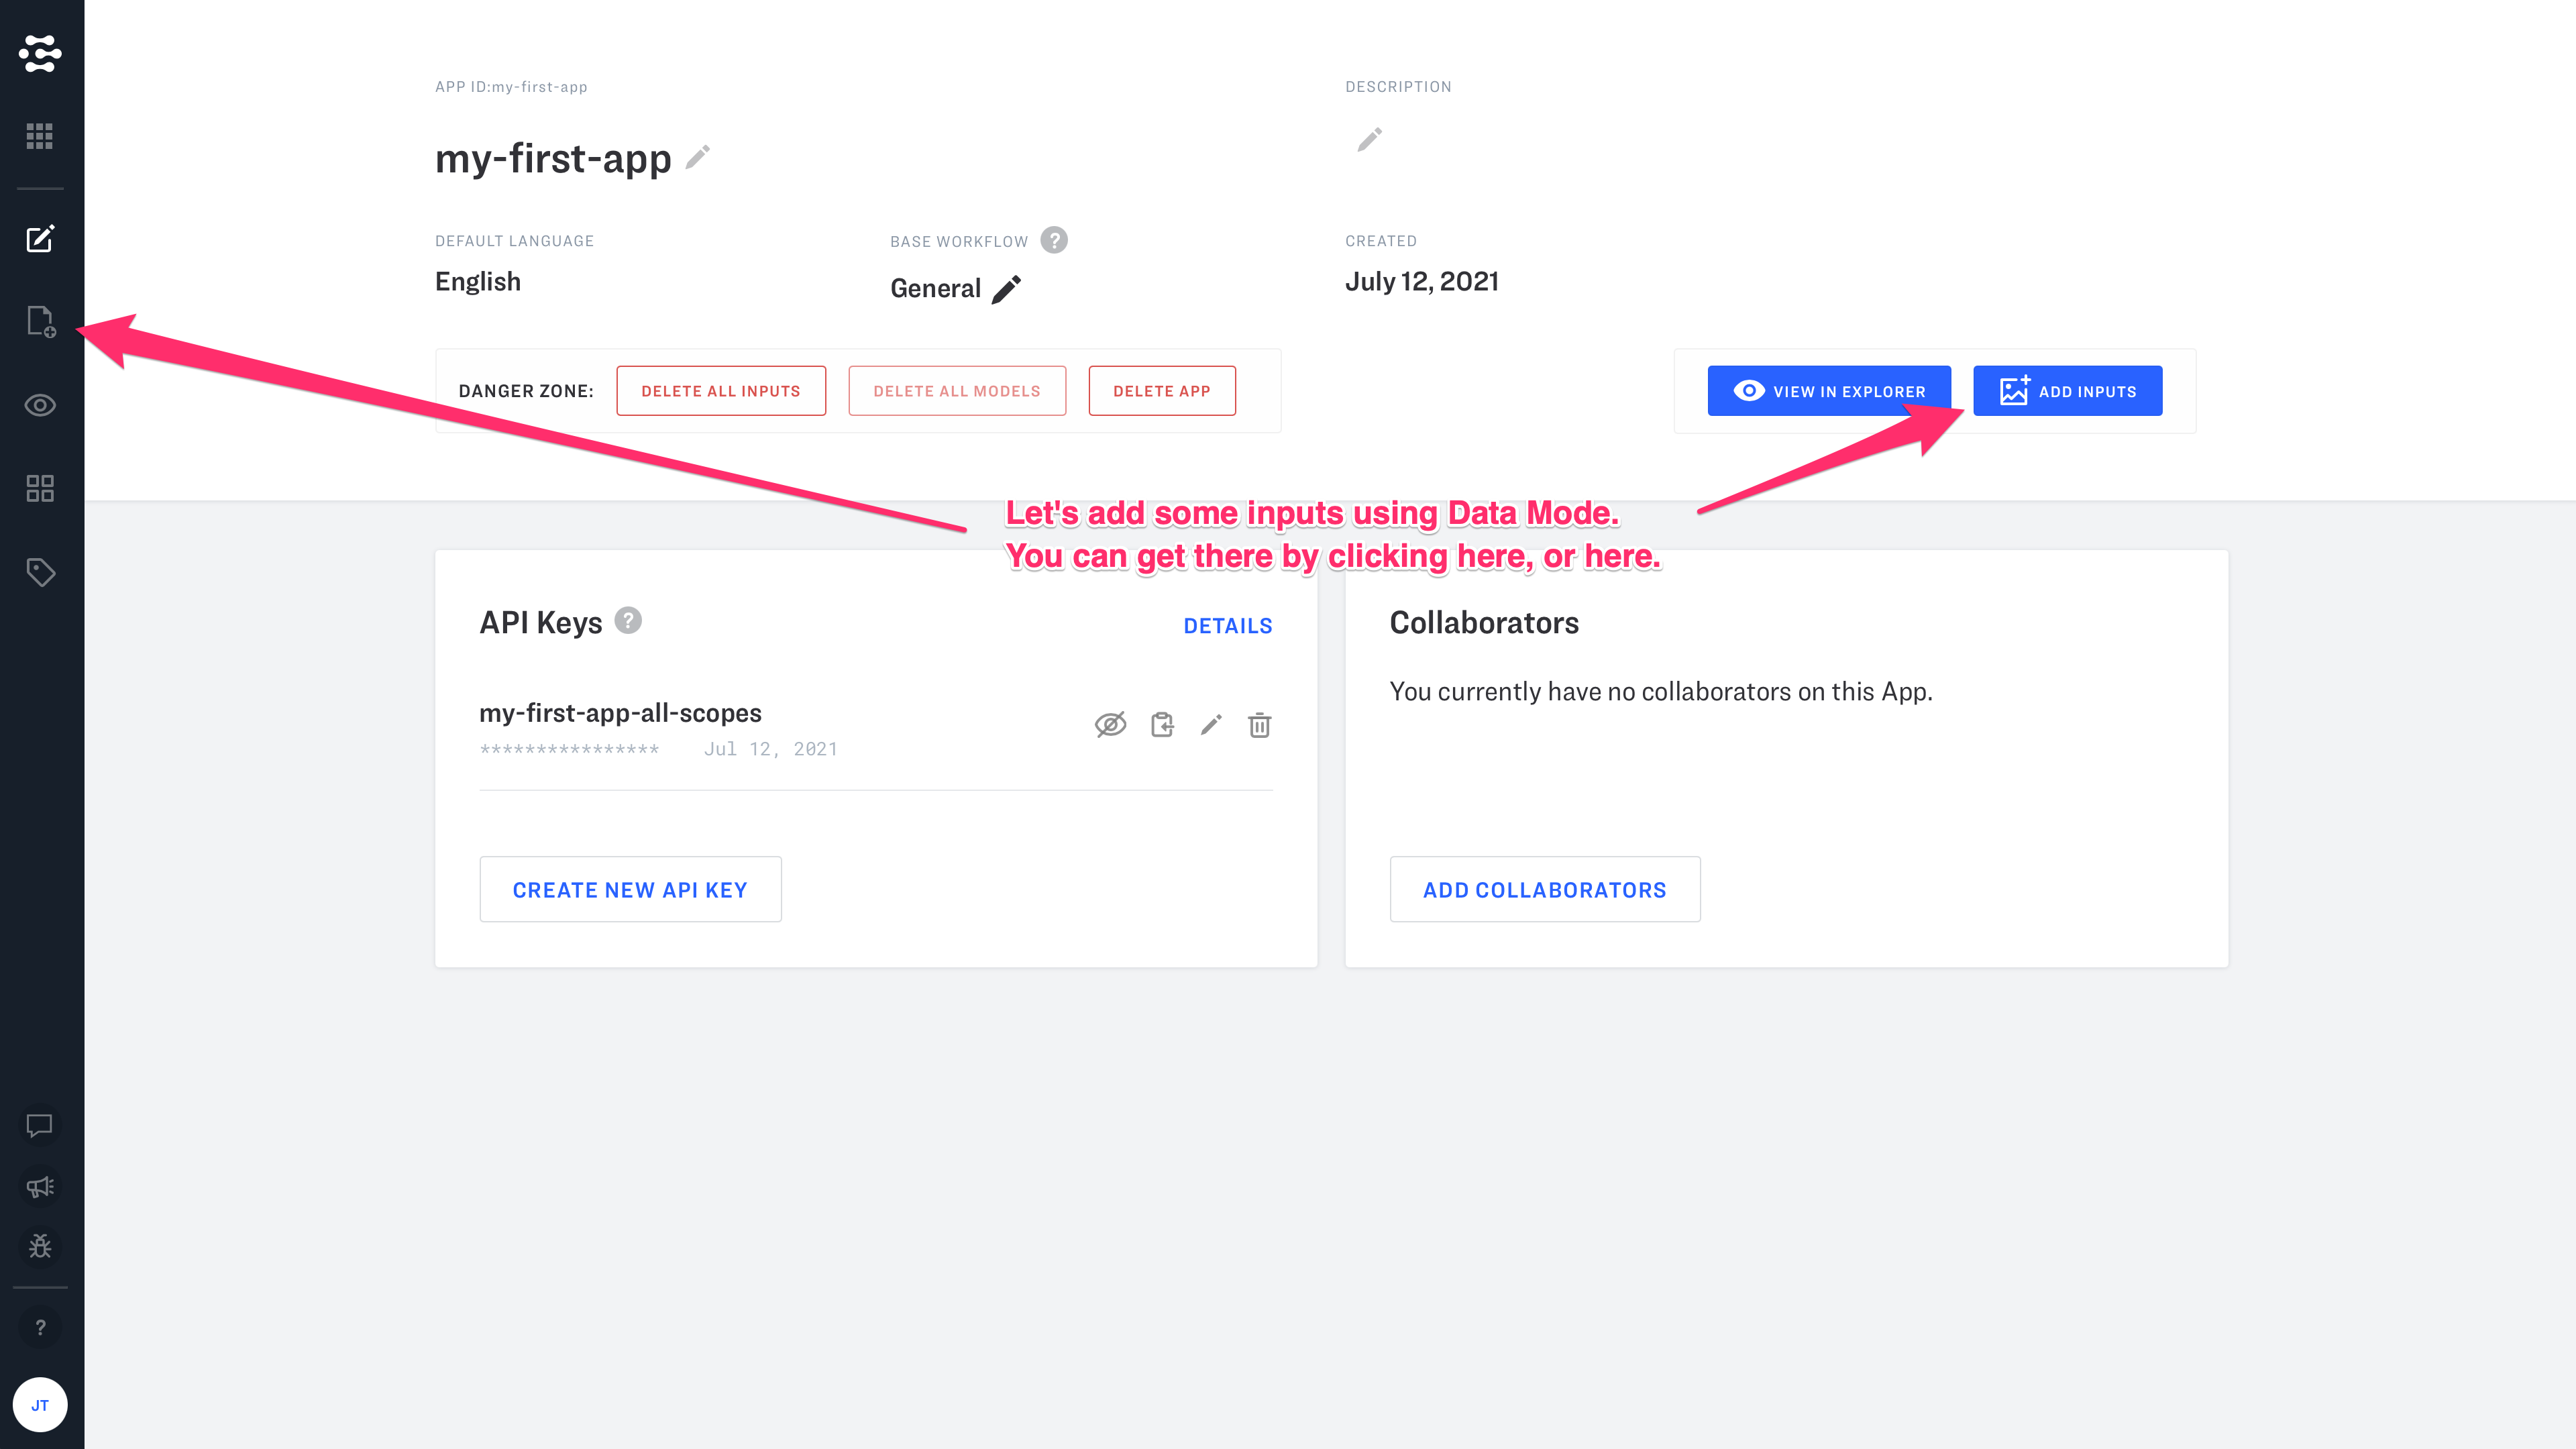 APP ID:my-first-app
DESCRIPTION
my-first-app
DEFAULT LANGUAGE
BASE WORKFLOW ?
CREATED
English
General
July 12, 2021
DANGER ZONE:
DELETE ALL INPUTS
DELETE ALL MODELS
DELETE APP
VIEW IN EXPLORER
ADD INPUTS
Let's add some inputs using Data Mode.
You can get there by clicking here, or here.
API Keys ?
DETAILS
my-first-app-all-scopes
**************** Jul 12, 2021
CREATE NEW API KEY
Collaborators
You currently have no collaborators on this App.
ADD COLLABORATORS
?
JT